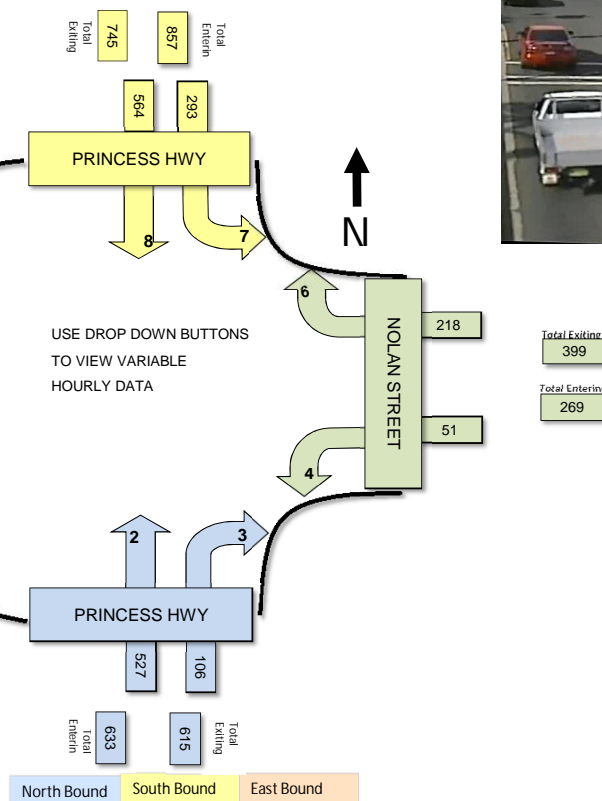 Total
Exiting
745
857
Total
Enterin
564
293
PRINCESS HWY
8
7
N
6
USE DROP DOWN BUTTONS
TO VIEW VARIABLE
HOURLY DATA
NOLAN STREET
218
51
Total Exiting
399
Total Entering
269
4
2
3
PRINCESS HWY
527
106
Total
Enterin
633
615
Total
Exiting
North Bound
South Bound
East Bound